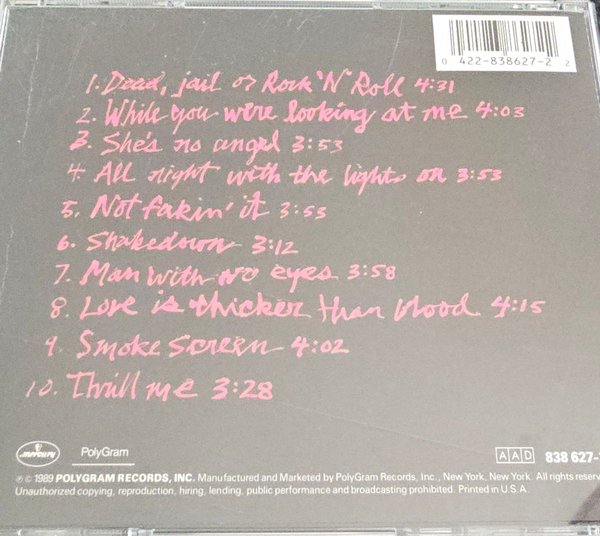 0 422-838627-2 2
1. Dead, jail or Rock 'N' Roll 4:31
2. While you were looking at me 4:03
3. She's no angel 3:53
4. All night with the lights on 3:53
5. Not fakin' it 3:53
6. Shakedown 3:12
7. Man with no eyes 3:58
8. Love is thicker than blood 4:15
9. Smoke screen 4:02
10. Thrill me 3:28
mercury PolyGram AAD 838 627-
℗ © 1989 POLYGRAM RECORDS, INC. Manufactured and Marketed by PolyGram Records, Inc., New York, New York. All rights reserve
Unauthorized copying, reproduction, hiring, lending, public performance and broadcasting prohibited. Printed in U.S.A.